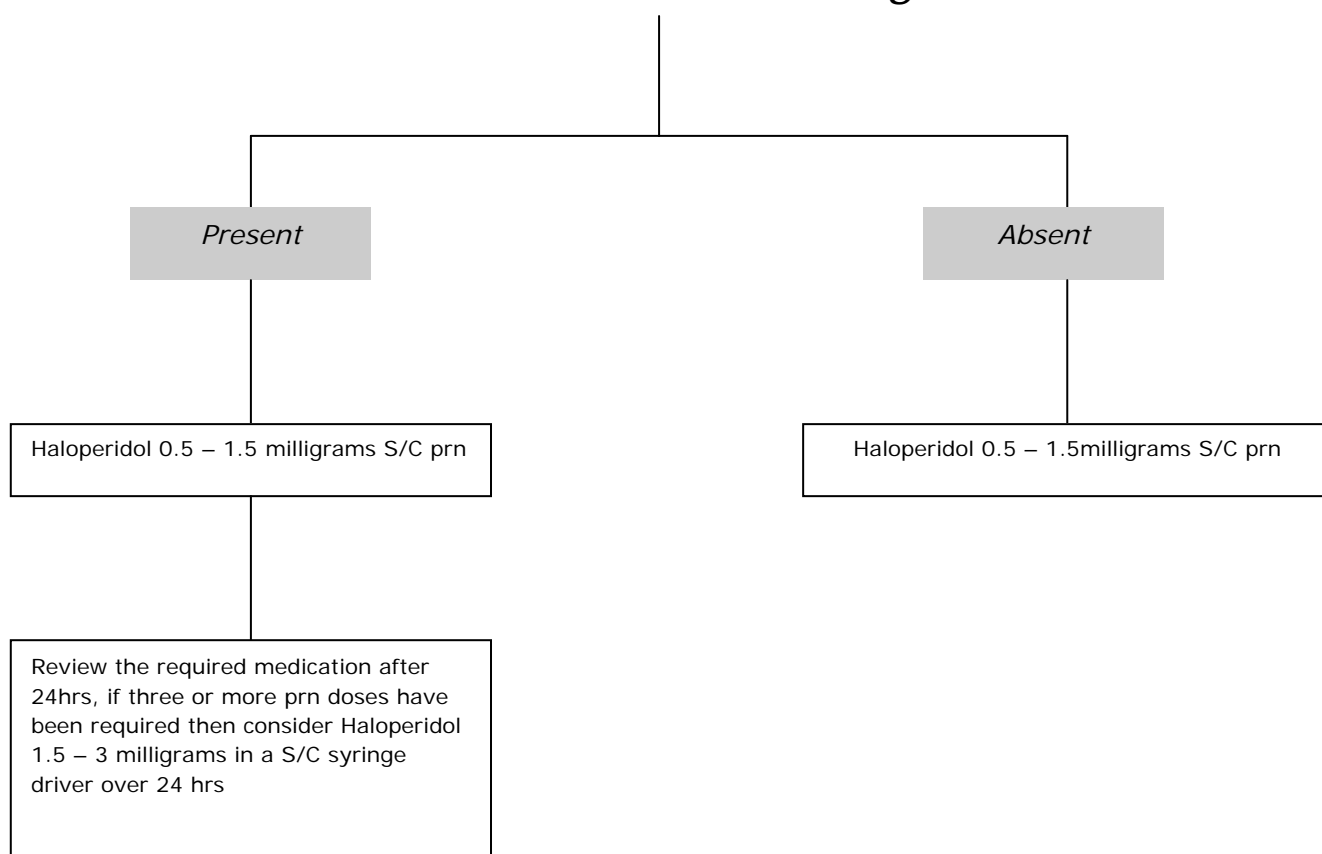 Present
Absent
Haloperidol 0.5 – 1.5 milligrams S/C prn
Haloperidol 0.5 – 1.5milligrams S/C prn
Review the required medication after
24hrs, if three or more prn doses have
been required then consider Haloperidol
1.5 – 3 milligrams in a S/C syringe
driver over 24 hrs